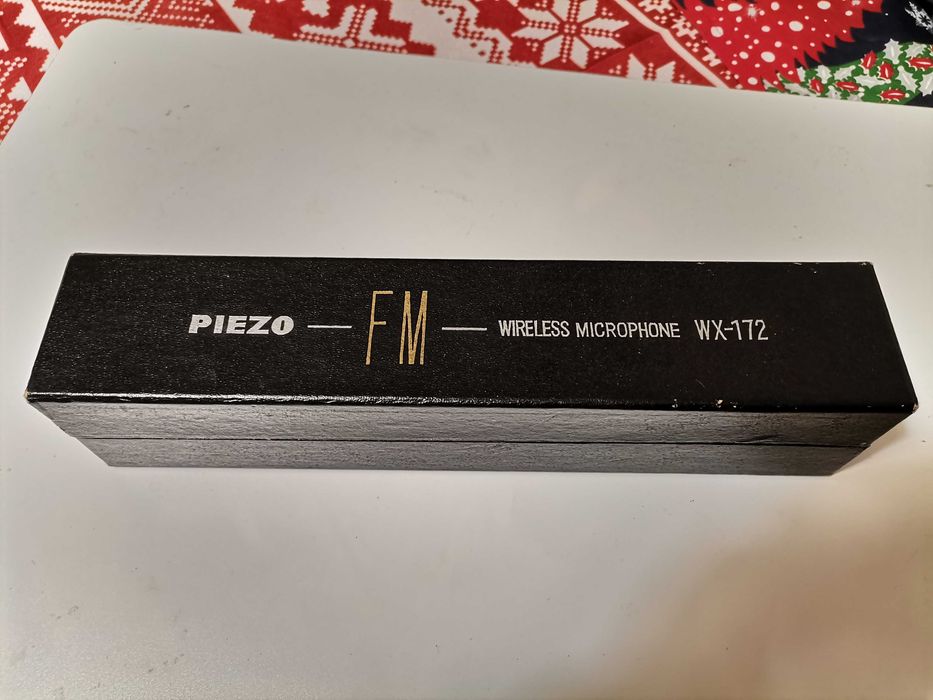 PIEZO — FM — WIRELESS MICROPHONE WX-172